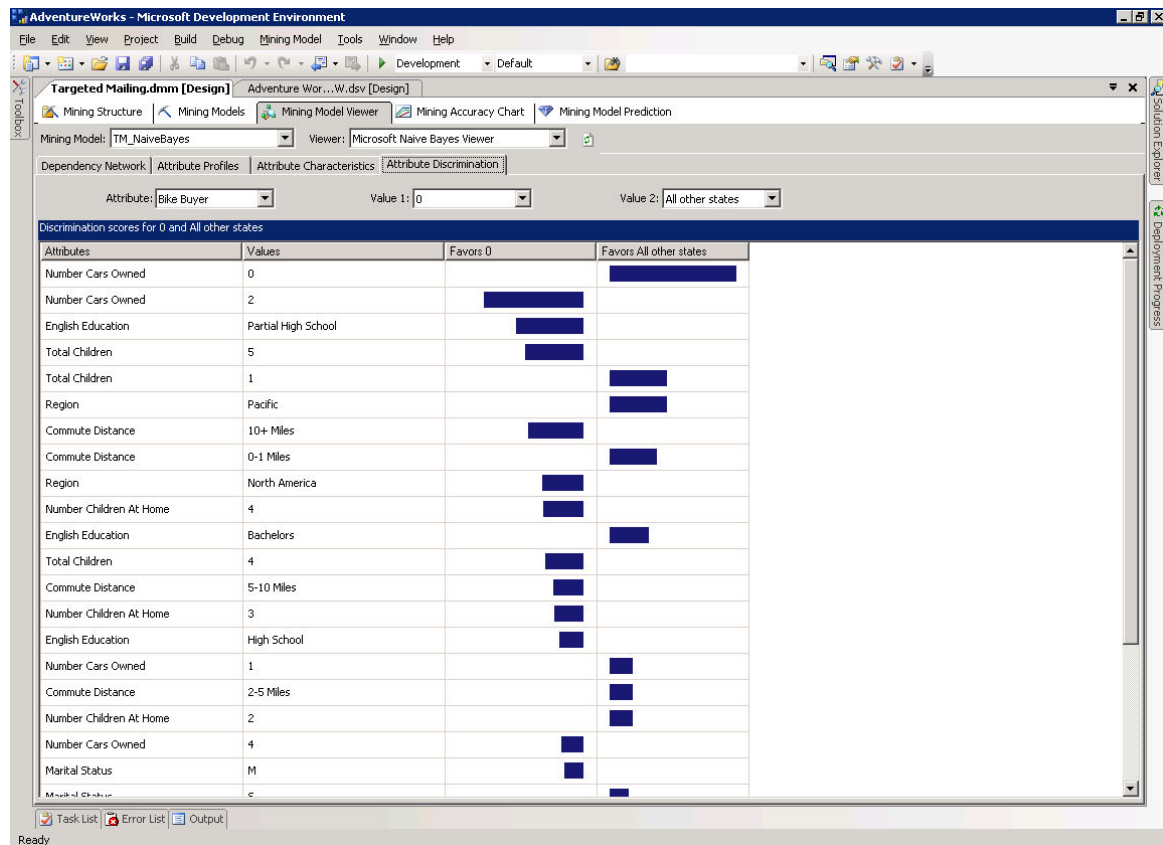 AdventureWorks - Microsoft Development Environment
File Edit View Project Build Debug Mining Model Tools Window Help
Development Default
Targeted Mailing.dmm [Design] Adventure Wor...W.dsv [Design]
Mining Structure Mining Models Mining Model Viewer Mining Accuracy Chart Mining Model Prediction
Mining Model: TM_NaiveBayes Viewer: Microsoft Naive Bayes Viewer
Dependency Network Attribute Profiles Attribute Characteristics Attribute Discrimination
Attribute: Bike Buyer Value 1: 0 Value 2: All other states
Discrimination scores for 0 and All other states
Attributes Values Favors 0 Favors All other states
Number Cars Owned 0
Number Cars Owned 2
English Education Partial High School
Total Children 5
Total Children 1
Region Pacific
Commute Distance 10+ Miles
Commute Distance 0-1 Miles
Region North America
Number Children At Home 4
English Education Bachelors
Total Children 4
Commute Distance 5-10 Miles
Number Children At Home 3
English Education High School
Number Cars Owned 1
Commute Distance 2-5 Miles
Number Children At Home 2
Number Cars Owned 4
Marital Status M
Marital Status S
Task List Error List Output
Ready
Toolbox
Solution Explorer
Deployment Progress